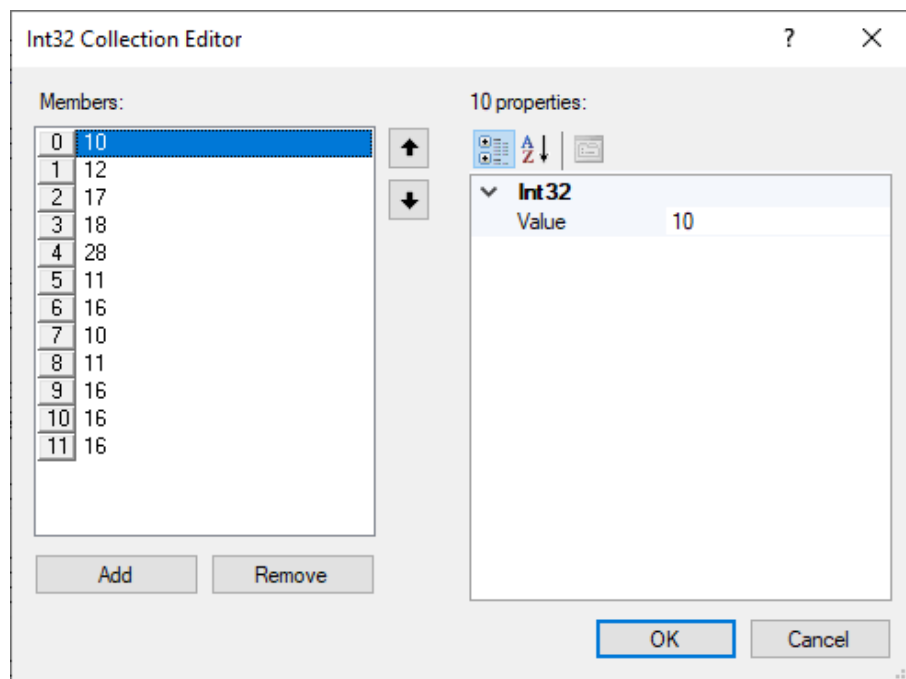 Int32 Collection Editor
?
Members:
0 10
1 12
2 17
3 18
4 28
5 11
6 16
7 10
8 11
9 16
10 16
11 16
Add Remove
10 properties:
A
Z
Int32
Value 10
OK Cancel